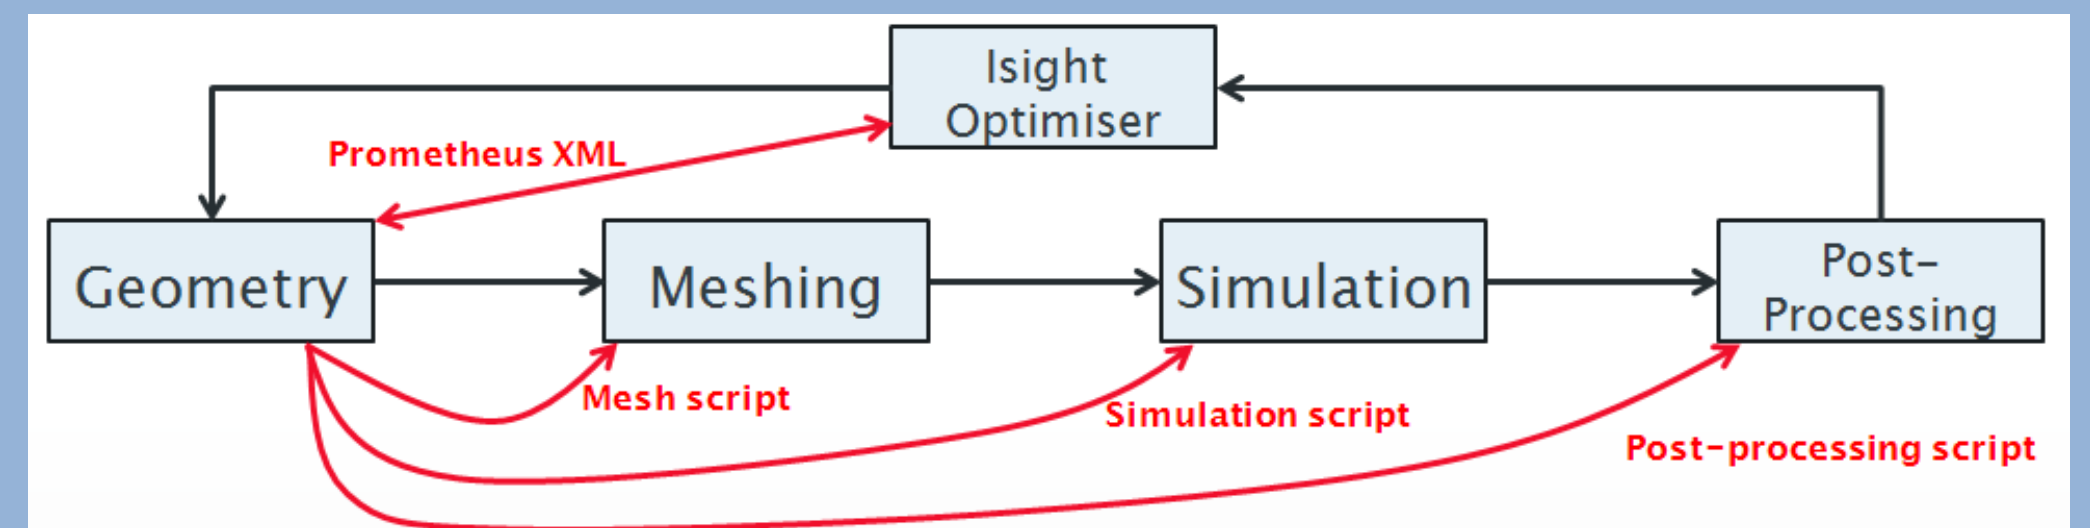 Isight
Optimiser
Prometheus XML
Geometry
Meshing
Simulation
Post-
Processing
Mesh script
Simulation script
Post-processing script